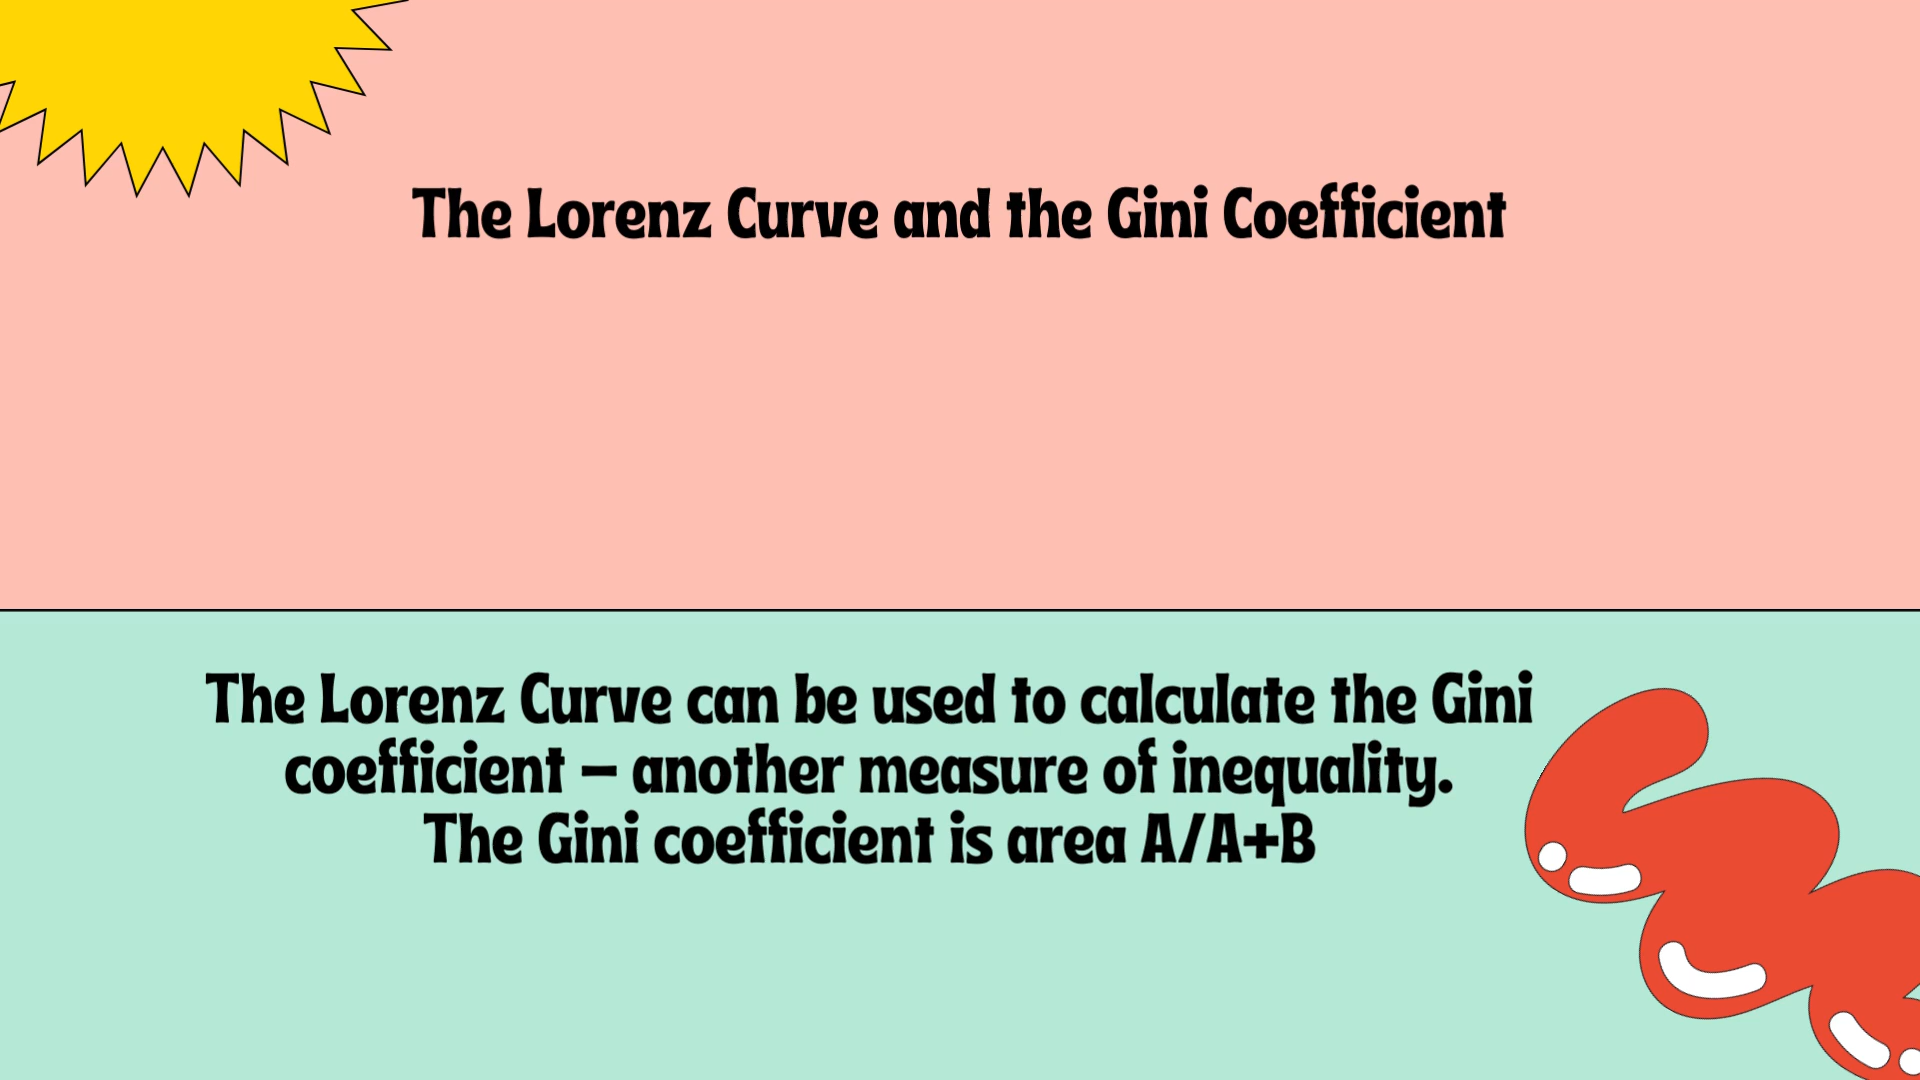 The Lorenz Curve and the Gini Coefficient
The Lorenz Curve can be used to calculate the Gini
coefficient – another measure of inequality.
The Gini coefficient is area A/A+B